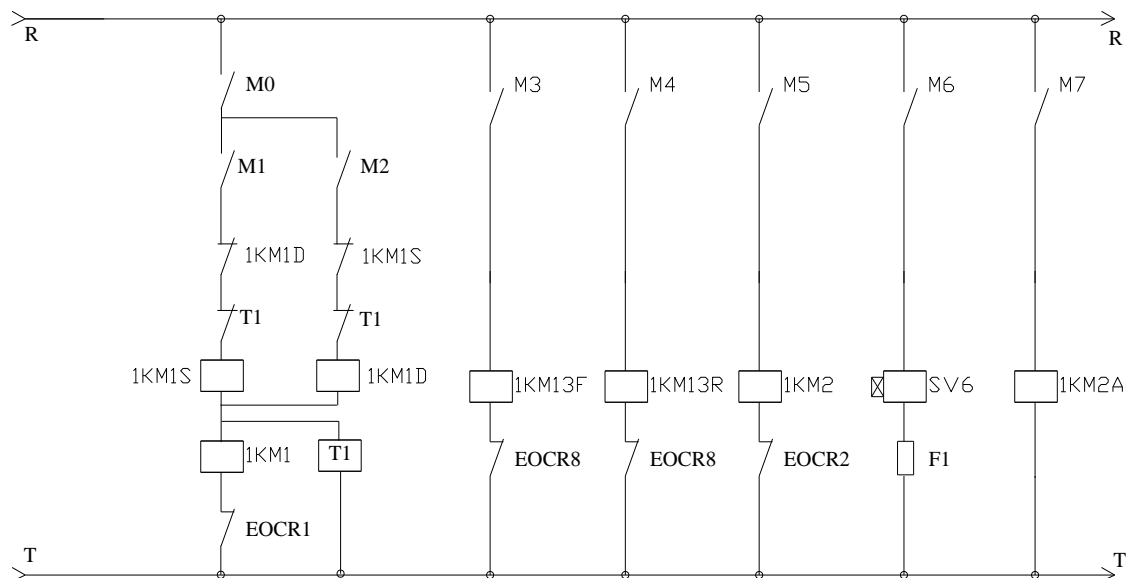 R R
M0 M3 M4 M5 M6 M7
M1 M2
1KM1D 1KM1S
T1 T1
1KM1S 1KM1D 1KM13F 1KM13R 1KM2 SV6 1KM2A
1KM1 T1 EOCR8 EOCR8 EOCR2 F1
EOCR1
T T